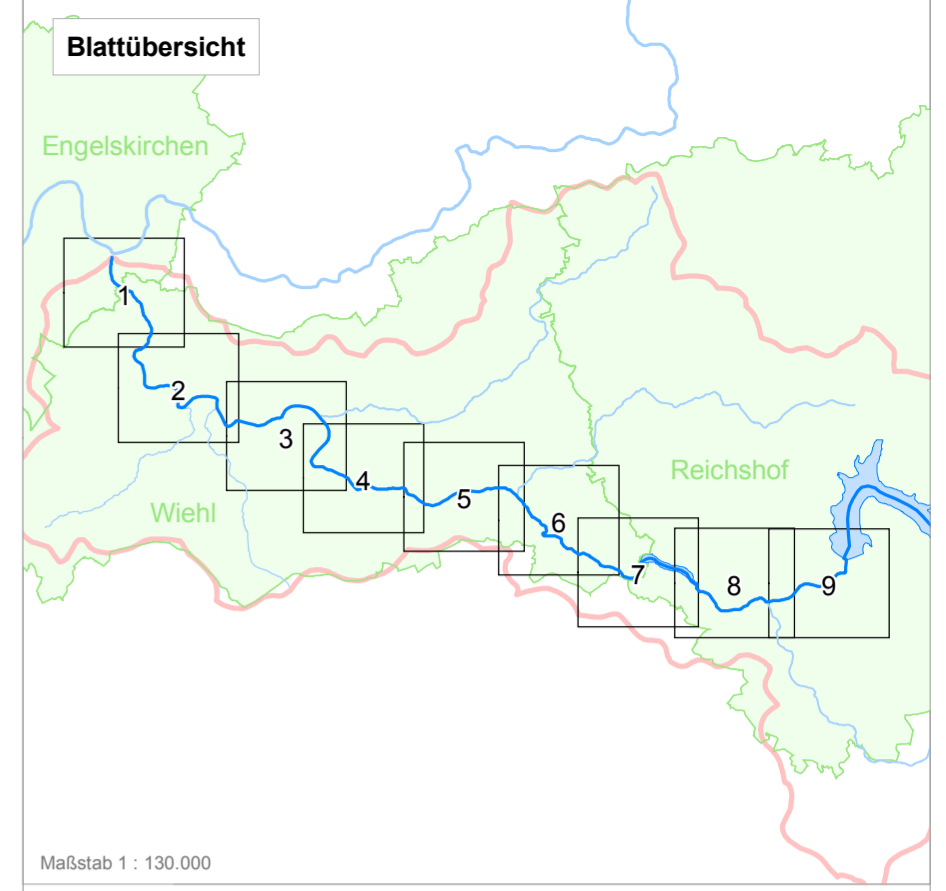 Blattübersicht
Engelskirchen
1
2
3
4
5
6
7
8
9
Reichshof
Wiehl
Maßstab 1 : 130.000